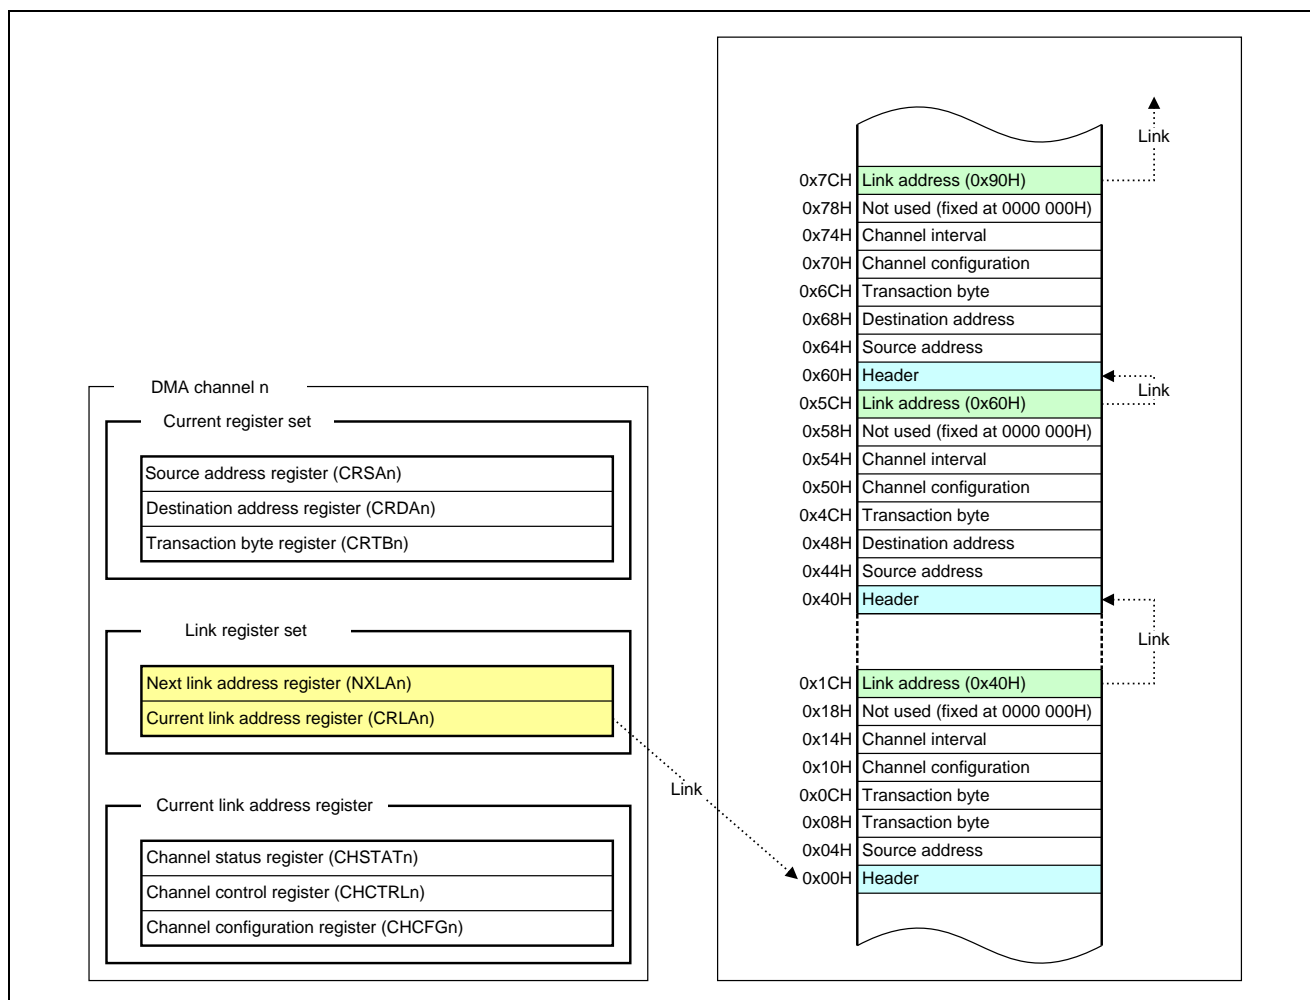 DMA channel n
Current register set
Source address register (CRSAn)
Destination address register (CRDAn)
Transaction byte register (CRTBn)
Link register set
Next link address register (NXLAn)
Current link address register (CRLAn)
Current link address register
Channel status register (CHSTATn)
Channel control register (CHCTRLn)
Channel configuration register (CHCFGn)
Link
Link
0x7CH Link address (0x90H)
0x78H Not used (fixed at 0000 000H)
0x74H Channel interval
0x70H Channel configuration
0x6CH Transaction byte
0x68H Destination address
0x64H Source address
0x60H Header
Link
0x5CH Link address (0x60H)
0x58H Not used (fixed at 0000 000H)
0x54H Channel interval
0x50H Channel configuration
0x4CH Transaction byte
0x48H Destination address
0x44H Source address
0x40H Header
Link
0x1CH Link address (0x40H)
0x18H Not used (fixed at 0000 000H)
0x14H Channel interval
0x10H Channel configuration
0x0CH Transaction byte
0x08H Transaction byte
0x04H Source address
0x00H Header